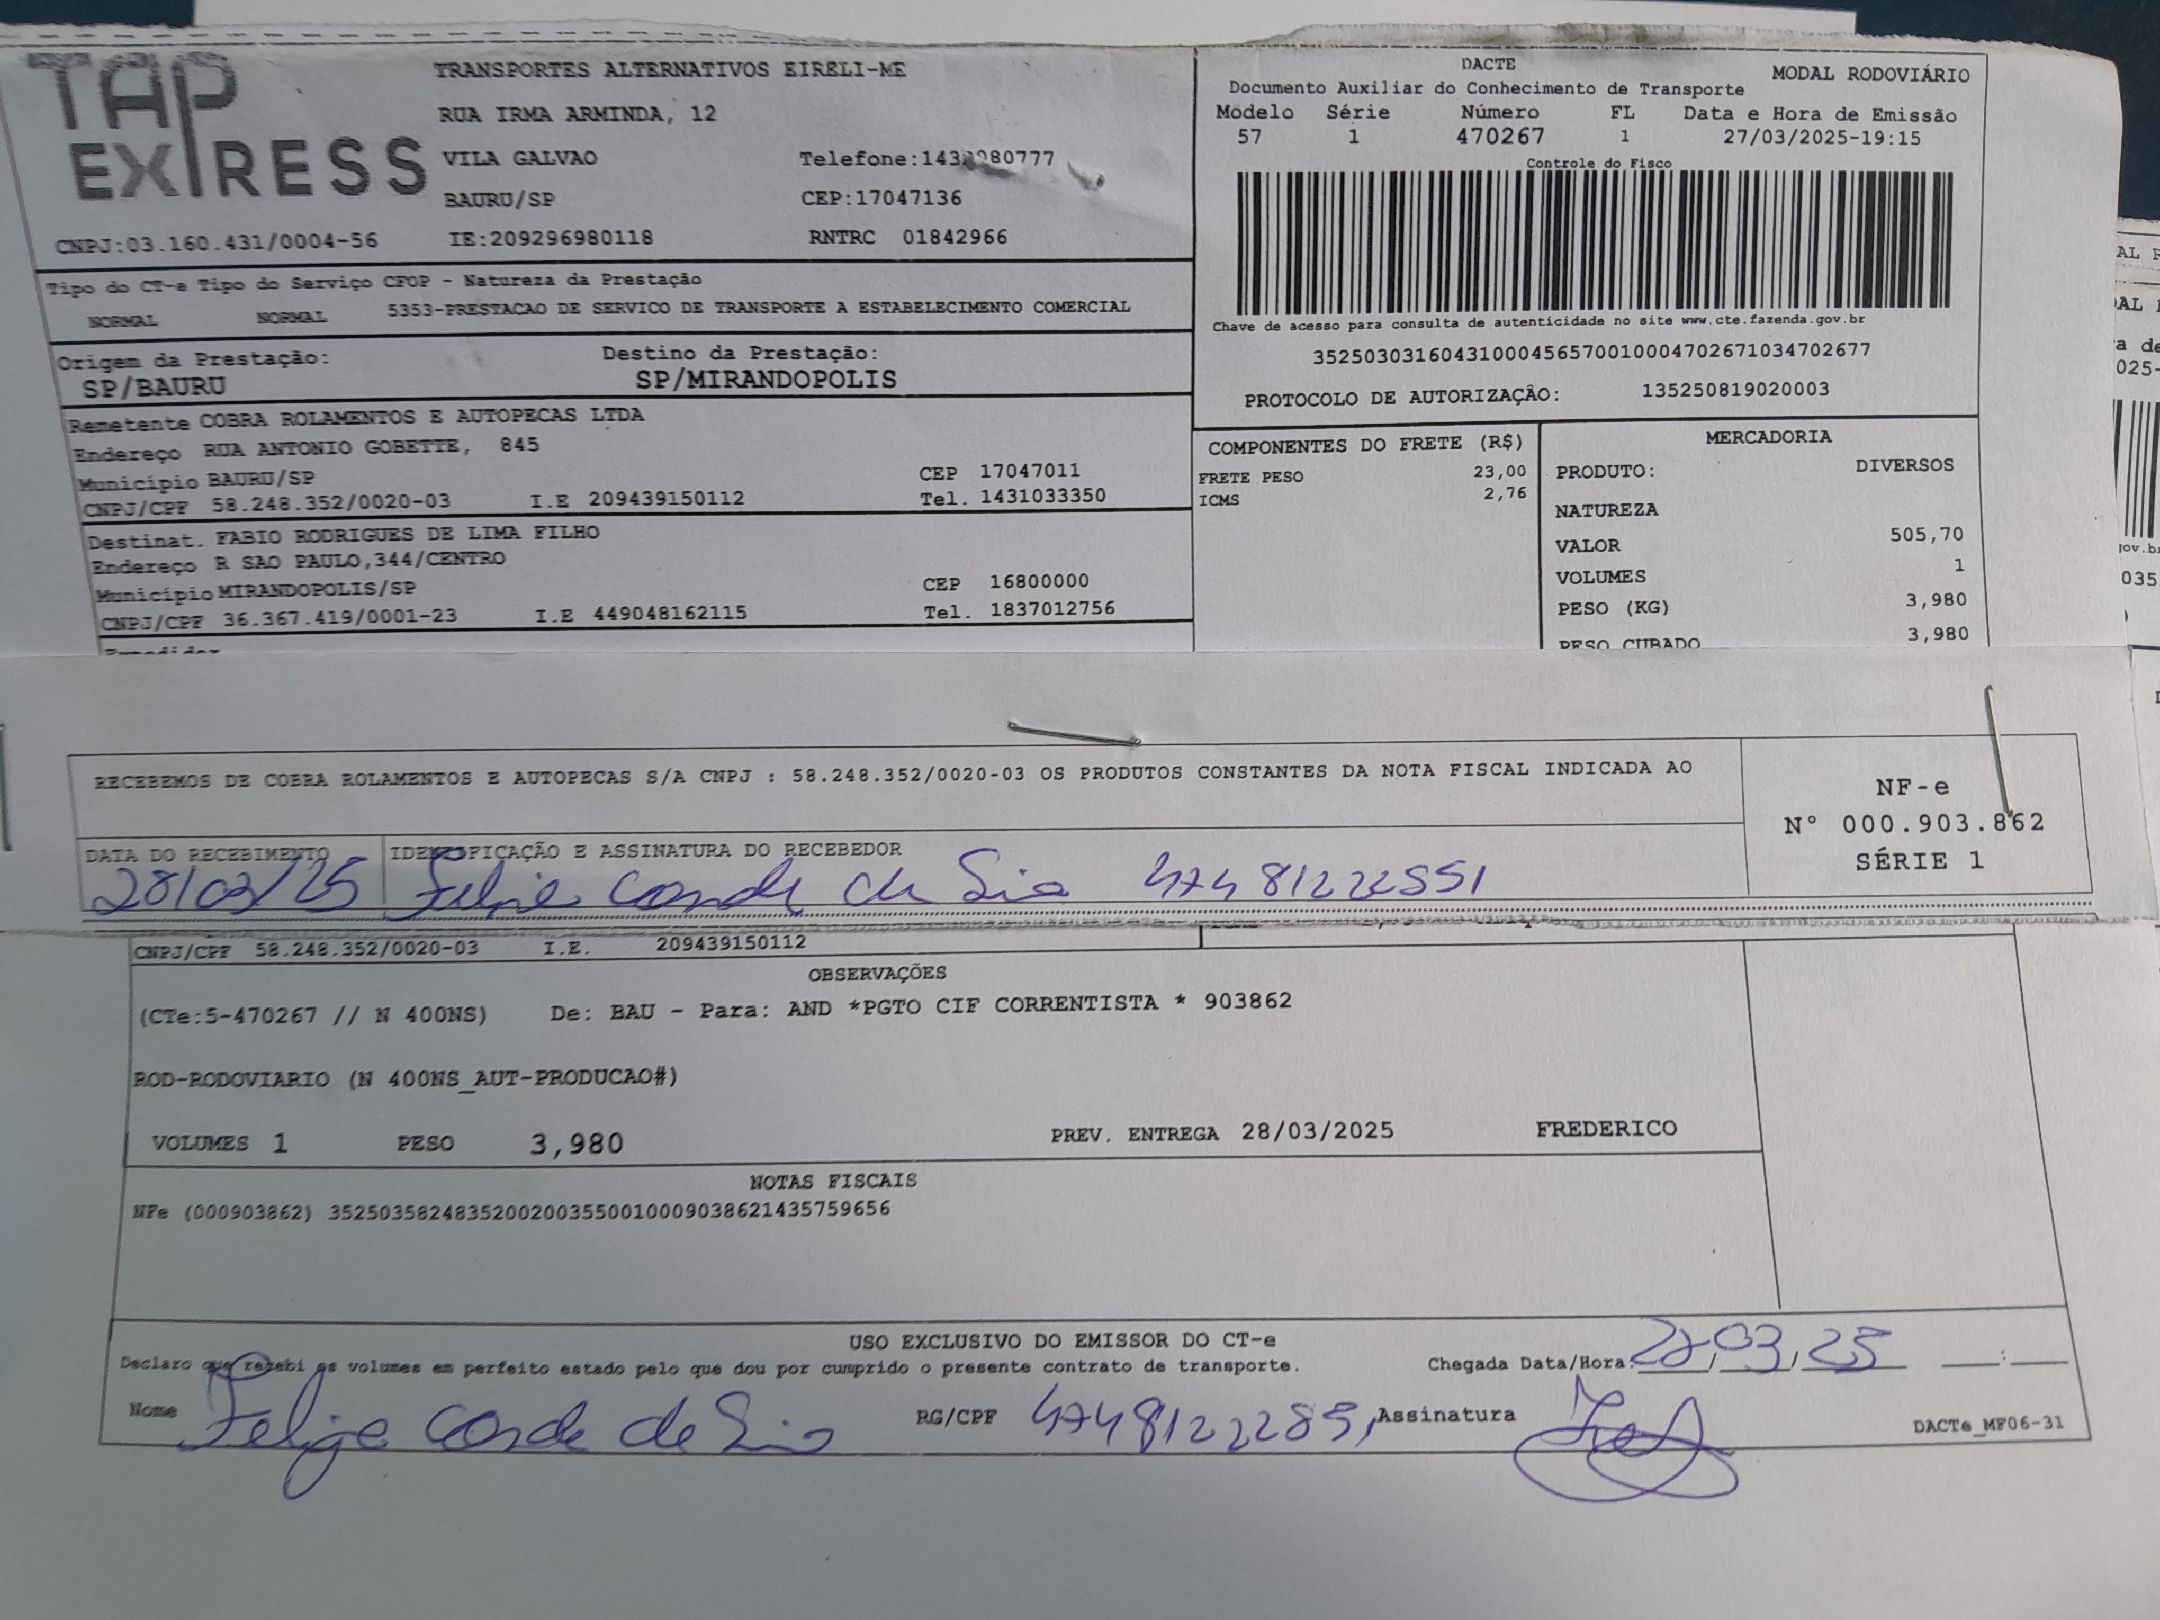 TAP EXPRESS
TRANSPORTES ALTERNATIVOS EIRELI-ME
RUA IRMA ARMINDA, 12
VILA GALVAO
BAURU/SP CEP:17047136
CNPJ:03.160.431/0004-56 IE:209296980118 RNTRC 01842966
DACTE
MODAL RODOVIÁRIO
Documento Auxiliar do Conhecimento de Transporte
Modelo Série Número FL Data e Hora de Emissão
57 1 470267 1 27/03/2025-19:15
Controle do Fisco
Chave de acesso para consulta de autenticidade no site www.cte.fazenda.gov.br
35250303160431000456570010004702671034702677
PROTOCOLO DE AUTORIZAÇÃO: 135250819020003
Tipo do CT-e Tipo do Serviço CFOP - Natureza da Prestação
NORMAL NORMAL 5353-PRESTACAO DE SERVICO DE TRANSPORTE A ESTABELECIMENTO COMERCIAL
Origem da Prestação: Destino da Prestação:
SP/BAURU SP/MIRANDOPOLIS
Remetente COBRA ROLAMENTOS E AUTOPECAS LTDA
Endereço RUA ANTONIO GOBETTE, 845
Município BAURU/SP CEP 17047011
CNPJ/CPF 58.248.352/0020-03 I.E 209439150112 Tel. 1431033350
Destinat. FABIO RODRIGUES DE LIMA FILHO
Endereço R SAO PAULO,344/CENTRO
Município MIRANDOPOLIS/SP CEP 16800000
CNPJ/CPF 36.367.419/0001-23 I.E 449048162115 Tel. 1837012756
COMPONENTES DO FRETE (R$)
FRETE PESO 23,00
ICMS 2,76
MERCADORIA
PRODUTO: DIVERSOS
NATUREZA
VALOR 505,70
VOLUMES 1
PESO (KG) 3,980
PESO CUBADO 3,980
RECEBEMOS DE COBRA ROLAMENTOS E AUTOPECAS S/A CNPJ : 58.248.352/0020-03 OS PRODUTOS CONSTANTES DA NOTA FISCAL INDICADA AO
NF-e
Nº 000.903.862
SÉRIE 1
DATA DO RECEBIMENTO IDENTIFICAÇÃO E ASSINATURA DO RECEBEDOR
28/03/25 Felipe Conde de
CNPJ/CPF 58.248.352/0020-03 I.E. 209439150112
OBSERVAÇÕES
(CTe:5-470267 // N 400NS) De: BAU - Para: AND *PGTO CIF CORRENTISTA * 903862
ROD-RODOVIARIO (N 400NS_AUT-PRODUCAO#)
VOLUMES 1 PESO 3,980 PREV. ENTREGA 28/03/2025 FREDERICO
NOTAS FISCAIS
NFe (000903862) 35250358248352002003550010009038621435759656
USO EXCLUSIVO DO EMISSOR DO CT-e
Declaro que recebi os volumes em perfeito estado pelo que dou por cumprido o presente contrato de transporte. Chegada Data/Hora: 28/03/25
Nome Felipe Conde de RG/CPF Assinatura
DACTe_MF06-31